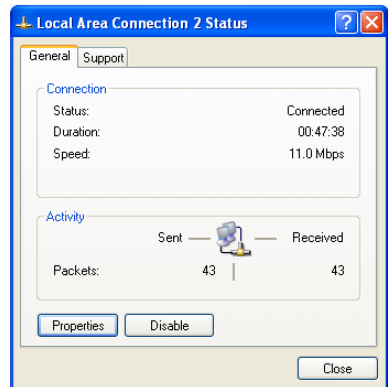 Local Area Connection 2 Status
General Support
Connection
Status: Connected
Duration: 00:47:38
Speed: 11.0 Mbps
Activity
Sent — — Received
Packets: 43 | 43
Properties Disable
Close